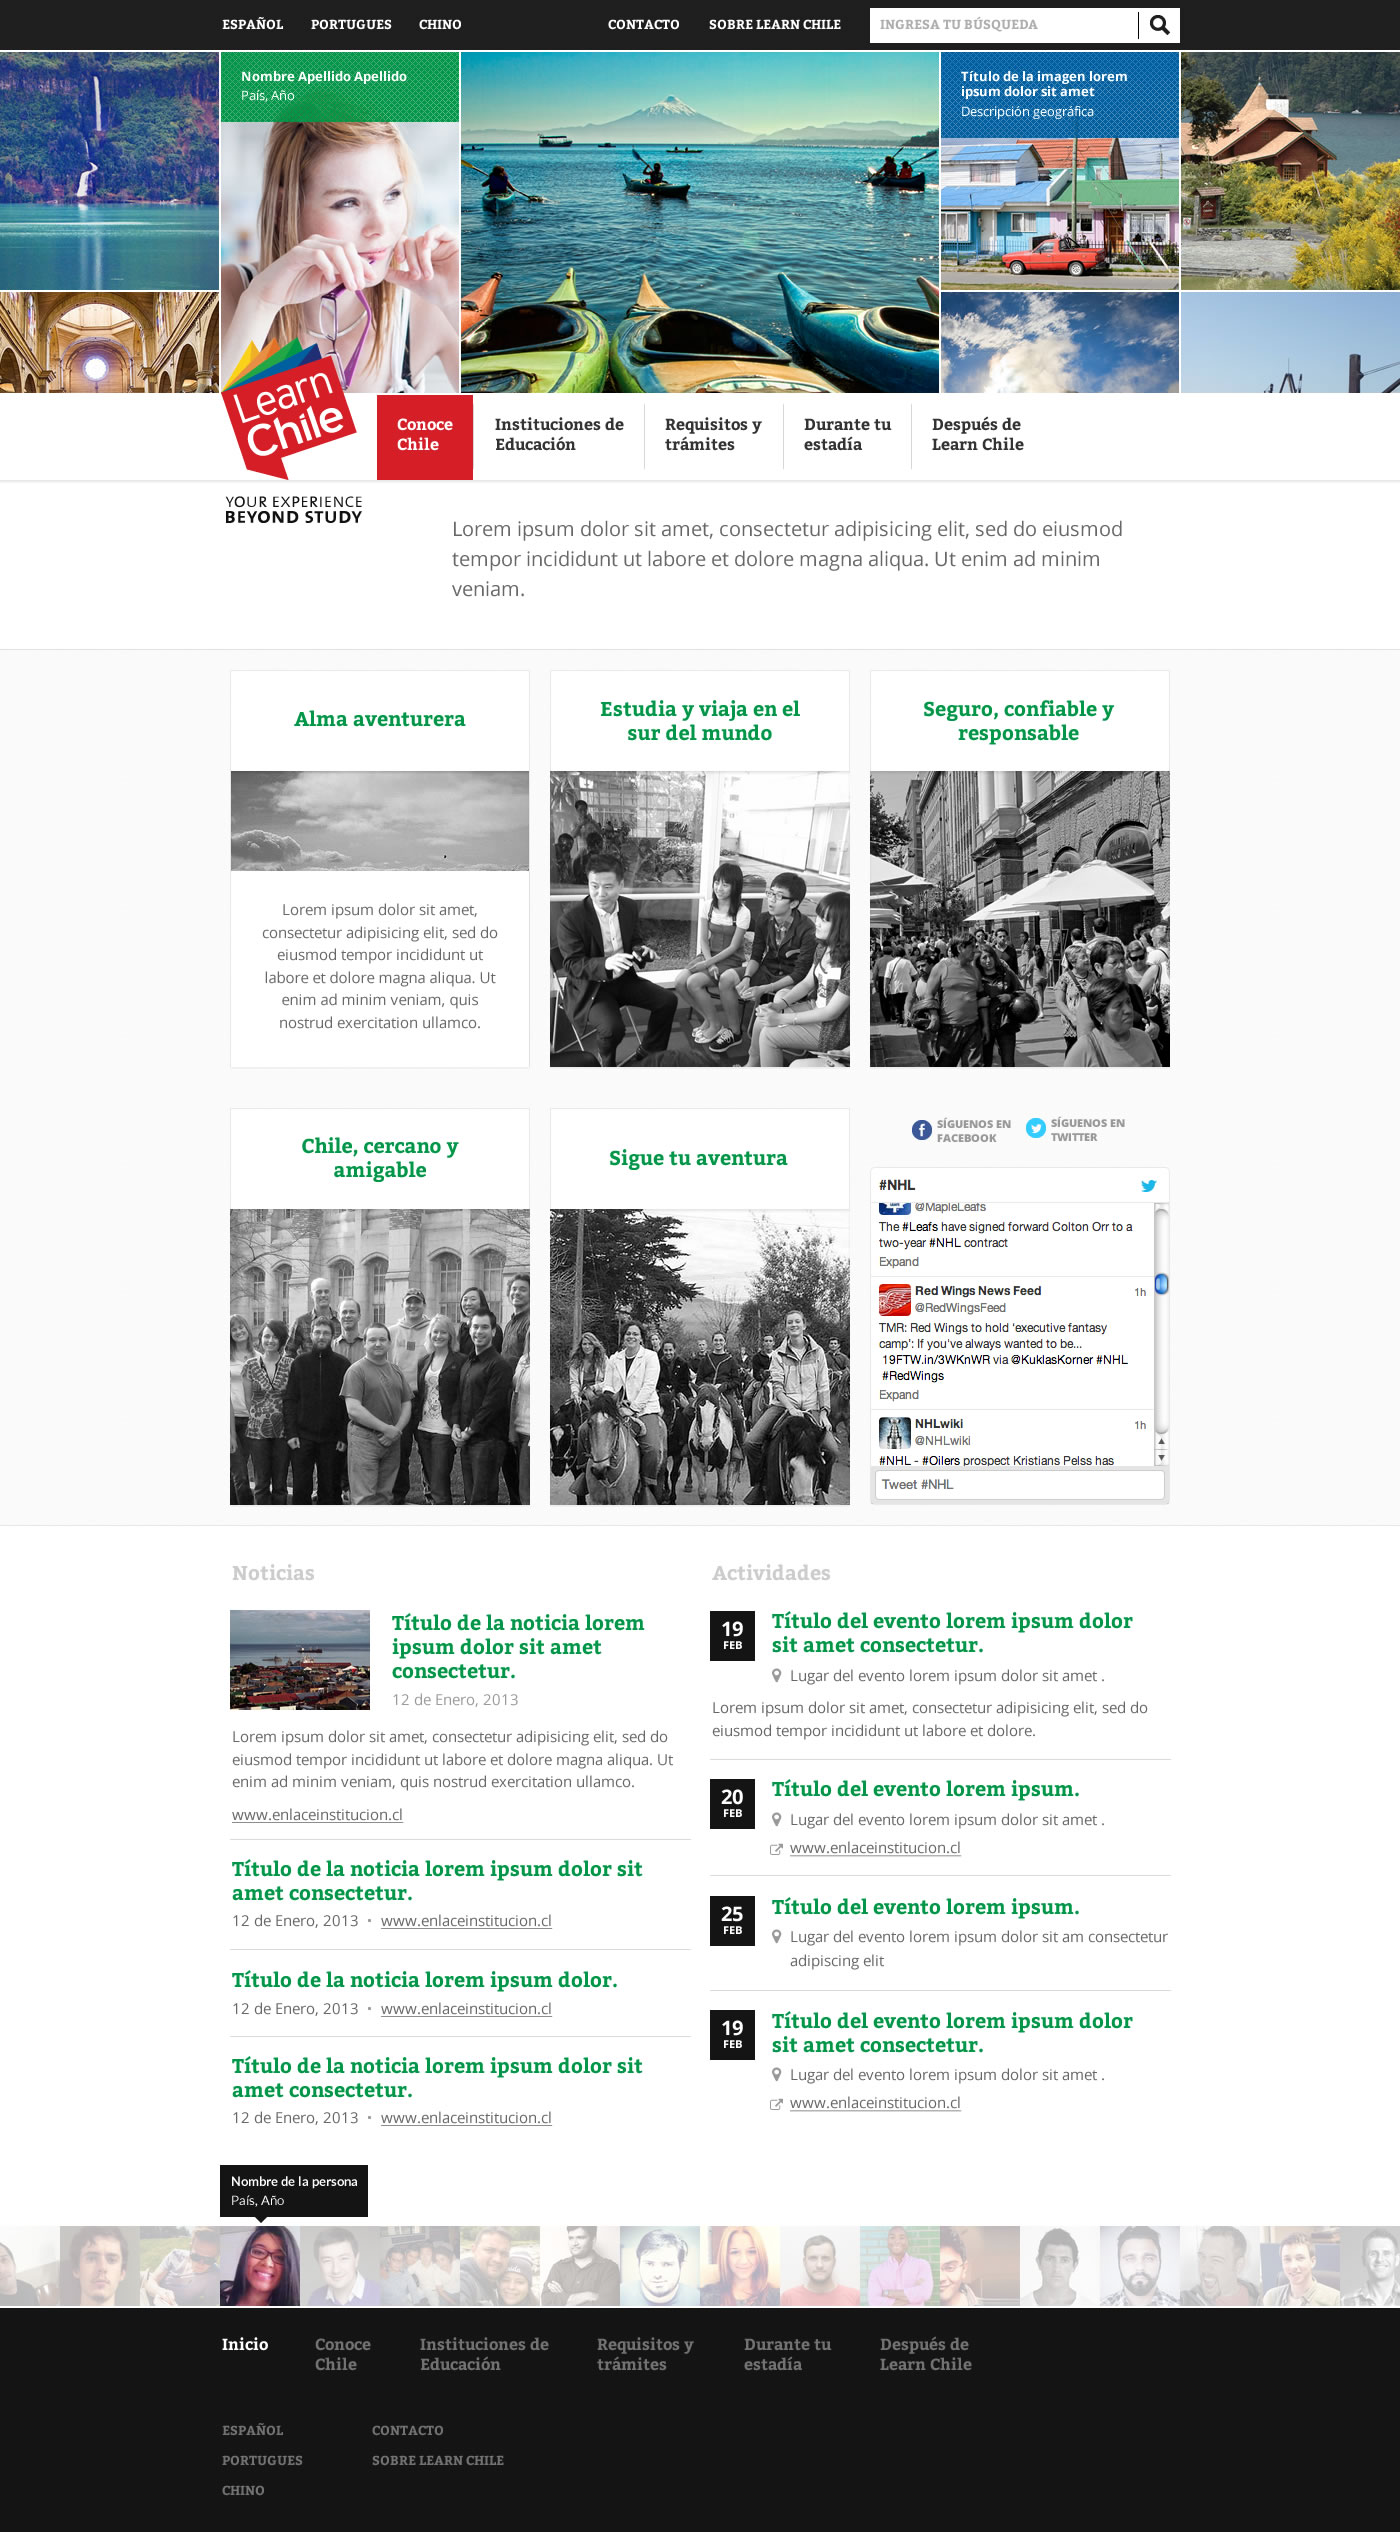 ESPAÑOL PORTUGUES CHINO CONTACTO SOBRE LEARN CHILE INGRESA TU BÚSQUEDA
Nombre Apellido Apellido
País, Año
Título de la imagen lorem
ipsum dolor sit amet
Descripción geográfica
Learn
Chile
YOUR EXPERIENCE
BEYOND STUDY
Conoce
Chile
Instituciones de
Educación
Requisitos y
trámites
Durante tu
estadía
Después de
Learn Chile
Lorem ipsum dolor sit amet, consectetur adipisicing elit, sed do eiusmod
tempor incididunt ut labore et dolore magna aliqua. Ut enim ad minim
veniam.
Alma aventurera
Lorem ipsum dolor sit amet,
consectetur adipisicing elit, sed do
eiusmod tempor incididunt ut
labore et dolore magna aliqua. Ut
enim ad minim veniam, quis
nostrud exercitation ullamco.
Estudia y viaja en el
sur del mundo
Seguro, confiable y
responsable
Chile, cercano y
amigable
Sigue tu aventura
SÍGUENOS EN
FACEBOOK
SÍGUENOS EN
TWITTER
#NHL
@MapleLeafs
The #Leafs have signed forward Colton Orr to a
two-year #NHL contract
Expand
Red Wings News Feed 1h
@RedWingsFeed
TMR: Red Wings to hold 'executive fantasy
camp': If you've always wanted to be...
19FTW.in/3WKnWR via @KuklasKorner #NHL
#RedWings
Expand
NHLwiki 1h
@NHLwiki
#NHL - #Oilers prospect Kristians Pelss has
Tweet #NHL
Noticias
Título de la noticia lorem
ipsum dolor sit amet
consectetur.
12 de Enero, 2013
Lorem ipsum dolor sit amet, consectetur adipisicing elit, sed do
eiusmod tempor incididunt ut labore et dolore magna aliqua. Ut
enim ad minim veniam, quis nostrud exercitation ullamco.
www.enlaceinstitucion.cl
Título de la noticia lorem ipsum dolor sit
amet consectetur.
12 de Enero, 2013 • www.enlaceinstitucion.cl
Título de la noticia lorem ipsum dolor.
12 de Enero, 2013 • www.enlaceinstitucion.cl
Título de la noticia lorem ipsum dolor sit
amet consectetur.
12 de Enero, 2013 • www.enlaceinstitucion.cl
Actividades
19
FEB
Título del evento lorem ipsum dolor
sit amet consectetur.
Lugar del evento lorem ipsum dolor sit amet .
Lorem ipsum dolor sit amet, consectetur adipisicing elit, sed do
eiusmod tempor incididunt ut labore et dolore.
20
FEB
Título del evento lorem ipsum.
Lugar del evento lorem ipsum dolor sit amet .
www.enlaceinstitucion.cl
25
FEB
Título del evento lorem ipsum.
Lugar del evento lorem ipsum dolor sit am consectetur
adipiscing elit
19
FEB
Título del evento lorem ipsum dolor
sit amet consectetur.
Lugar del evento lorem ipsum dolor sit amet .
www.enlaceinstitucion.cl
Nombre de la persona
País, Año
Inicio
Conoce
Chile
Instituciones de
Educación
Requisitos y
trámites
Durante tu
estadía
Después de
Learn Chile
ESPAÑOL
PORTUGUES
CHINO
CONTACTO
SOBRE LEARN CHILE